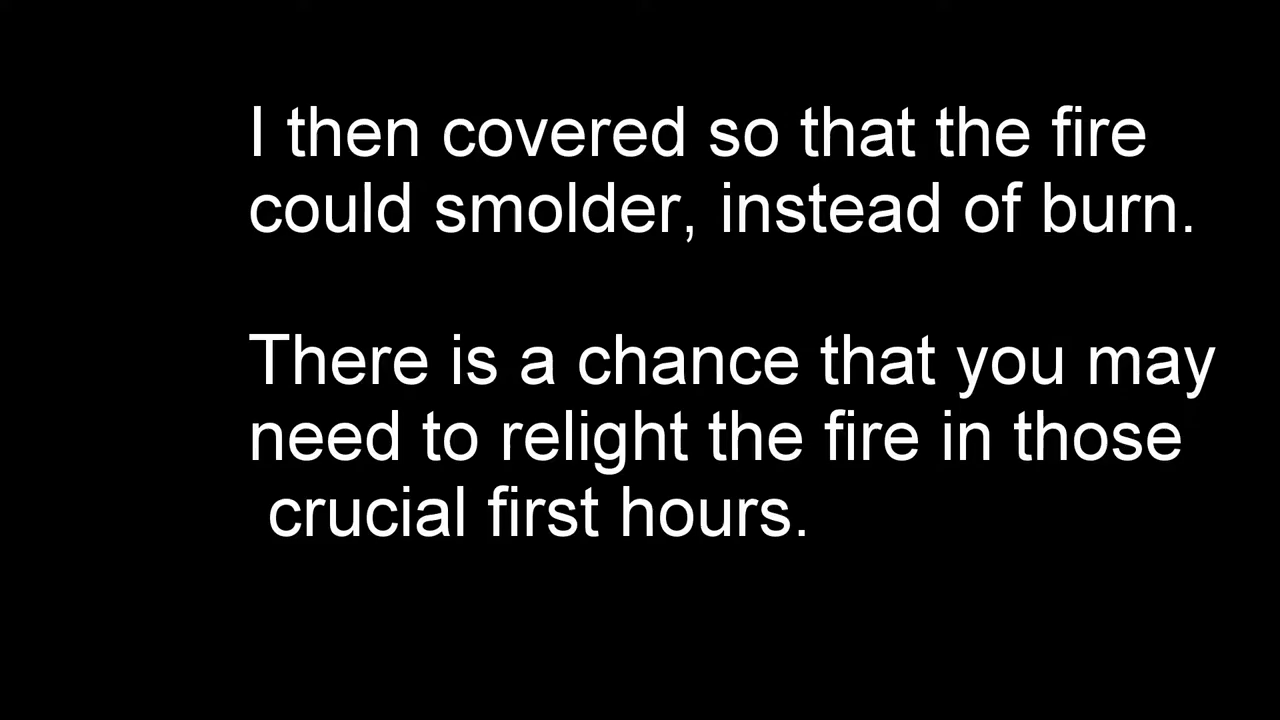 I then covered so that the fire
could smolder, instead of burn.
There is a chance that you may
need to relight the fire in those
crucial first hours.